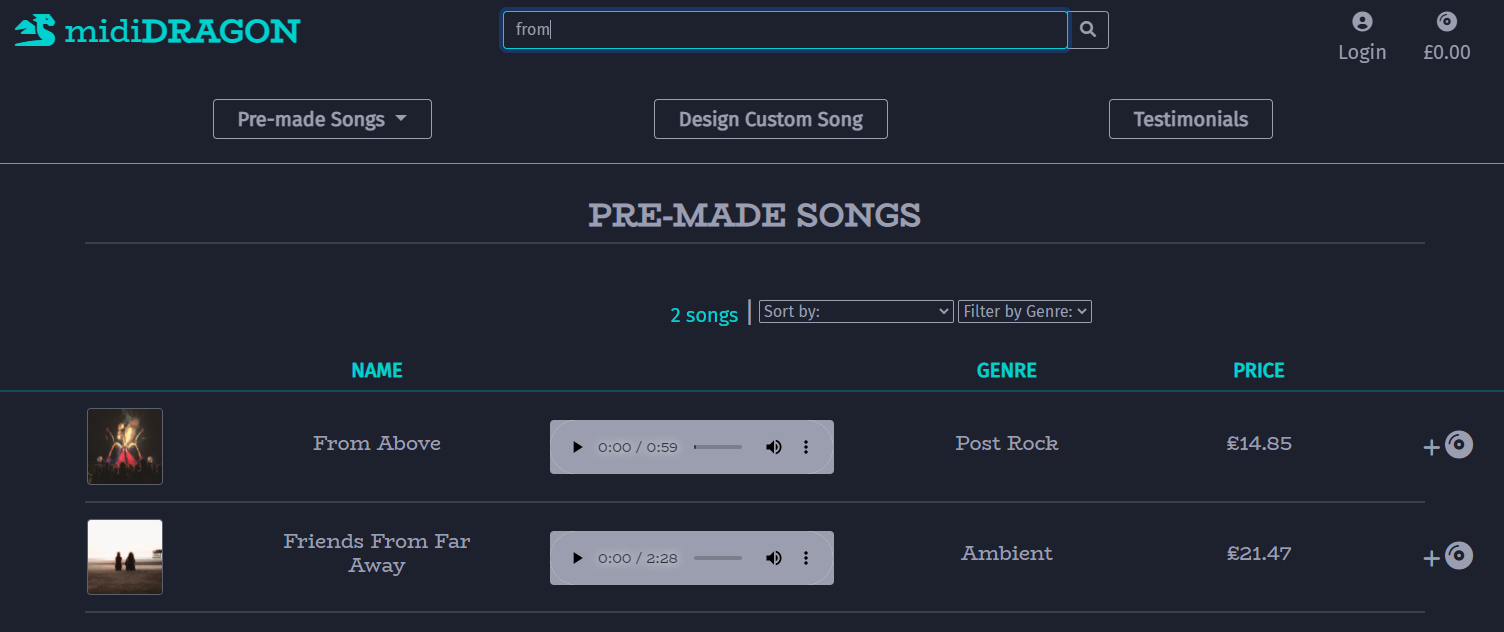 midiDRAGON
from
Login
£0.00
Pre-made Songs
Design Custom Song
Testimonials
PRE-MADE SONGS
2 songs | Sort by: Filter by Genre:
NAME GENRE PRICE
From Above 0:00 / 0:59 Post Rock £14.85 +
Friends From Far
Away 0:00 / 2:28 Ambient £21.47 +